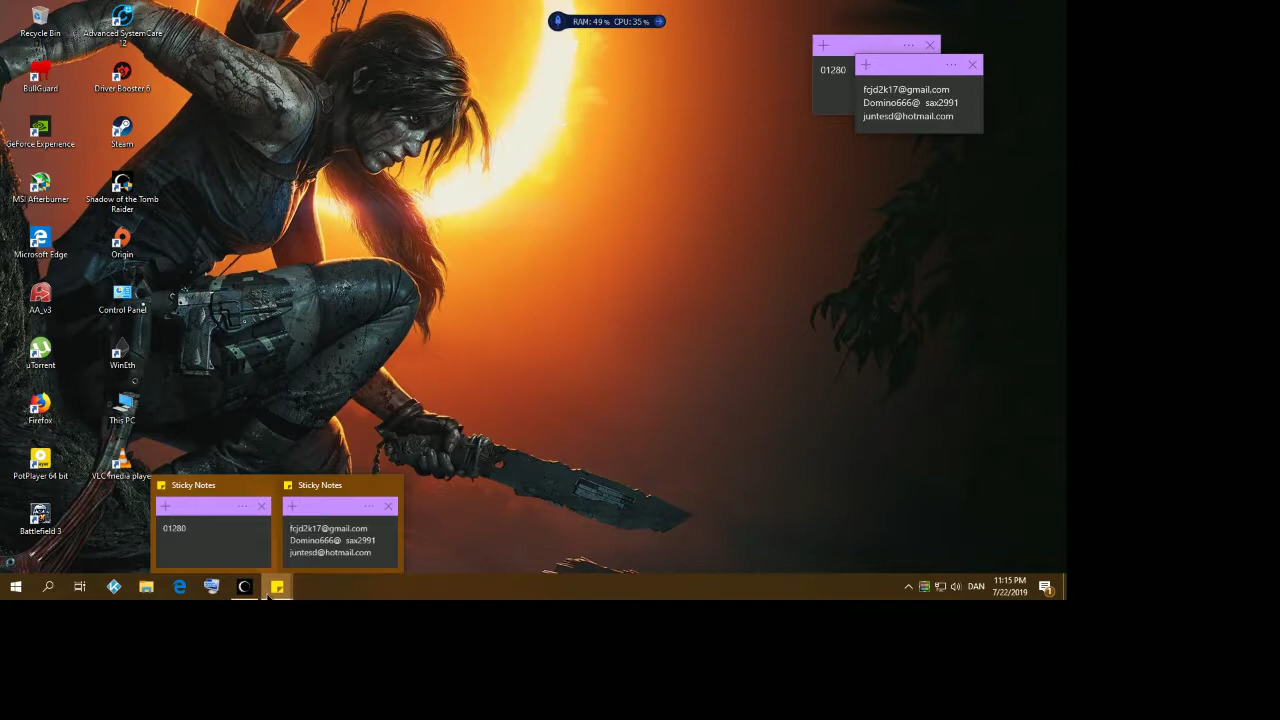 Recycle Bin
Advanced SystemCare 12
RAM: 49% CPU: 35%
01280
fcjd2k17@gmail.com
Domino666@ sax2991
juntesd@hotmail.com
BullGuard
Driver Booster 6
GeForce Experience
Steam
MSI Afterburner
Shadow of the Tomb
Raider
Microsoft Edge
Origin
AA_v3
Control Panel
uTorrent
WinEth
Firefox
This PC
PotPlayer 64 bit
VLC media playe
Battlefield 3
Sticky Notes
Sticky Notes
01280
fcjd2k17@gmail.com
Domino666@ sax2991
juntesd@hotmail.com
DAN
11:15 PM
7/22/2019